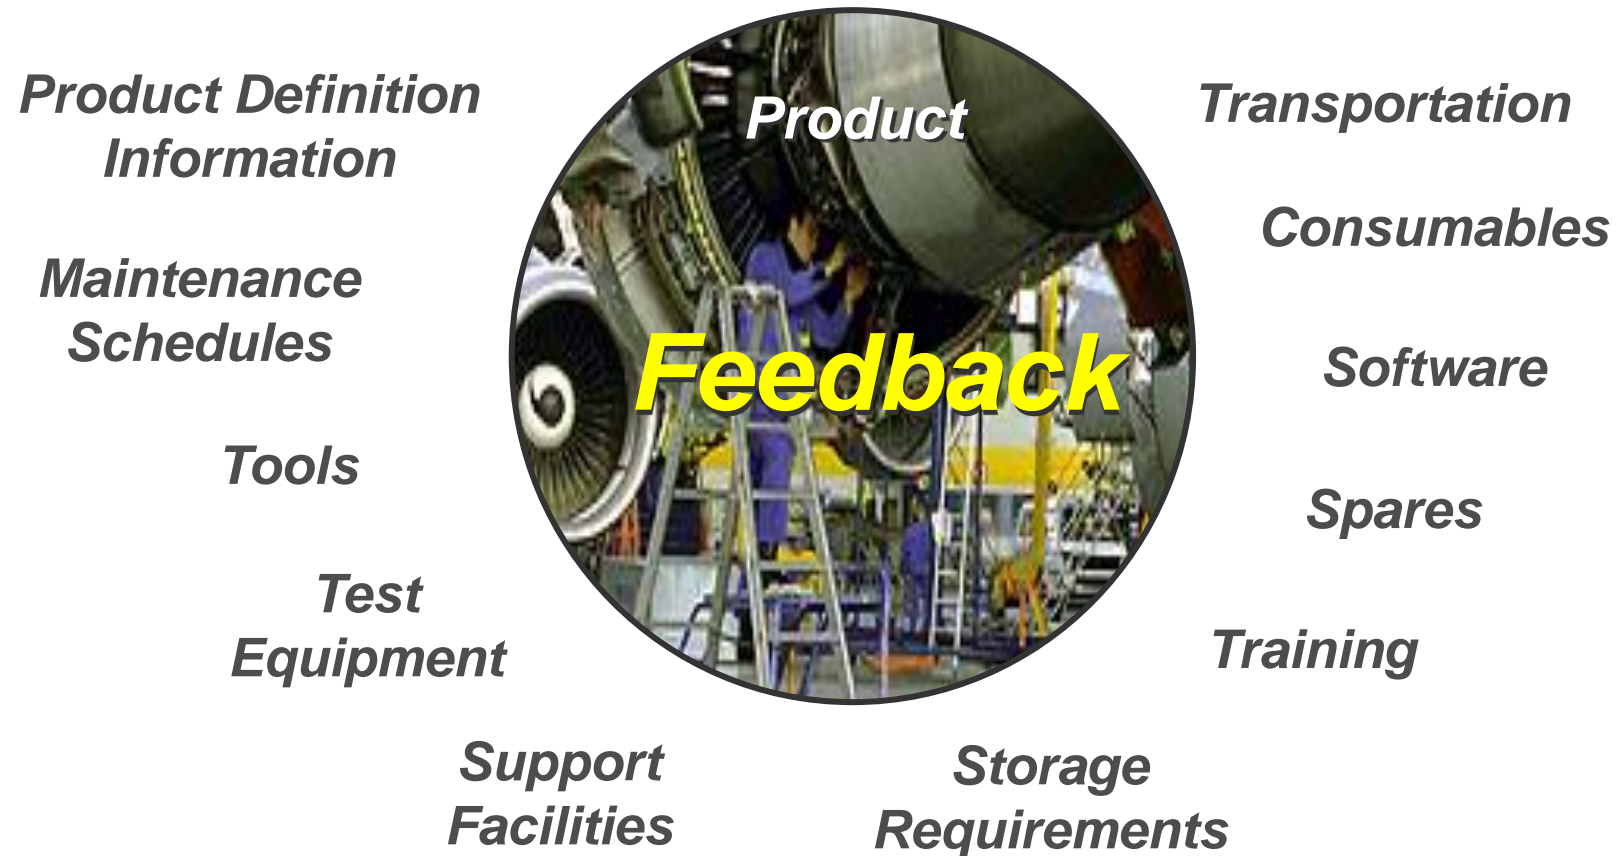 Product Definition
Information
Maintenance
Schedules
Tools
Test
Equipment
Support
Facilities
Product
Feedback
Transportation
Consumables
Software
Spares
Training
Storage
Requirements